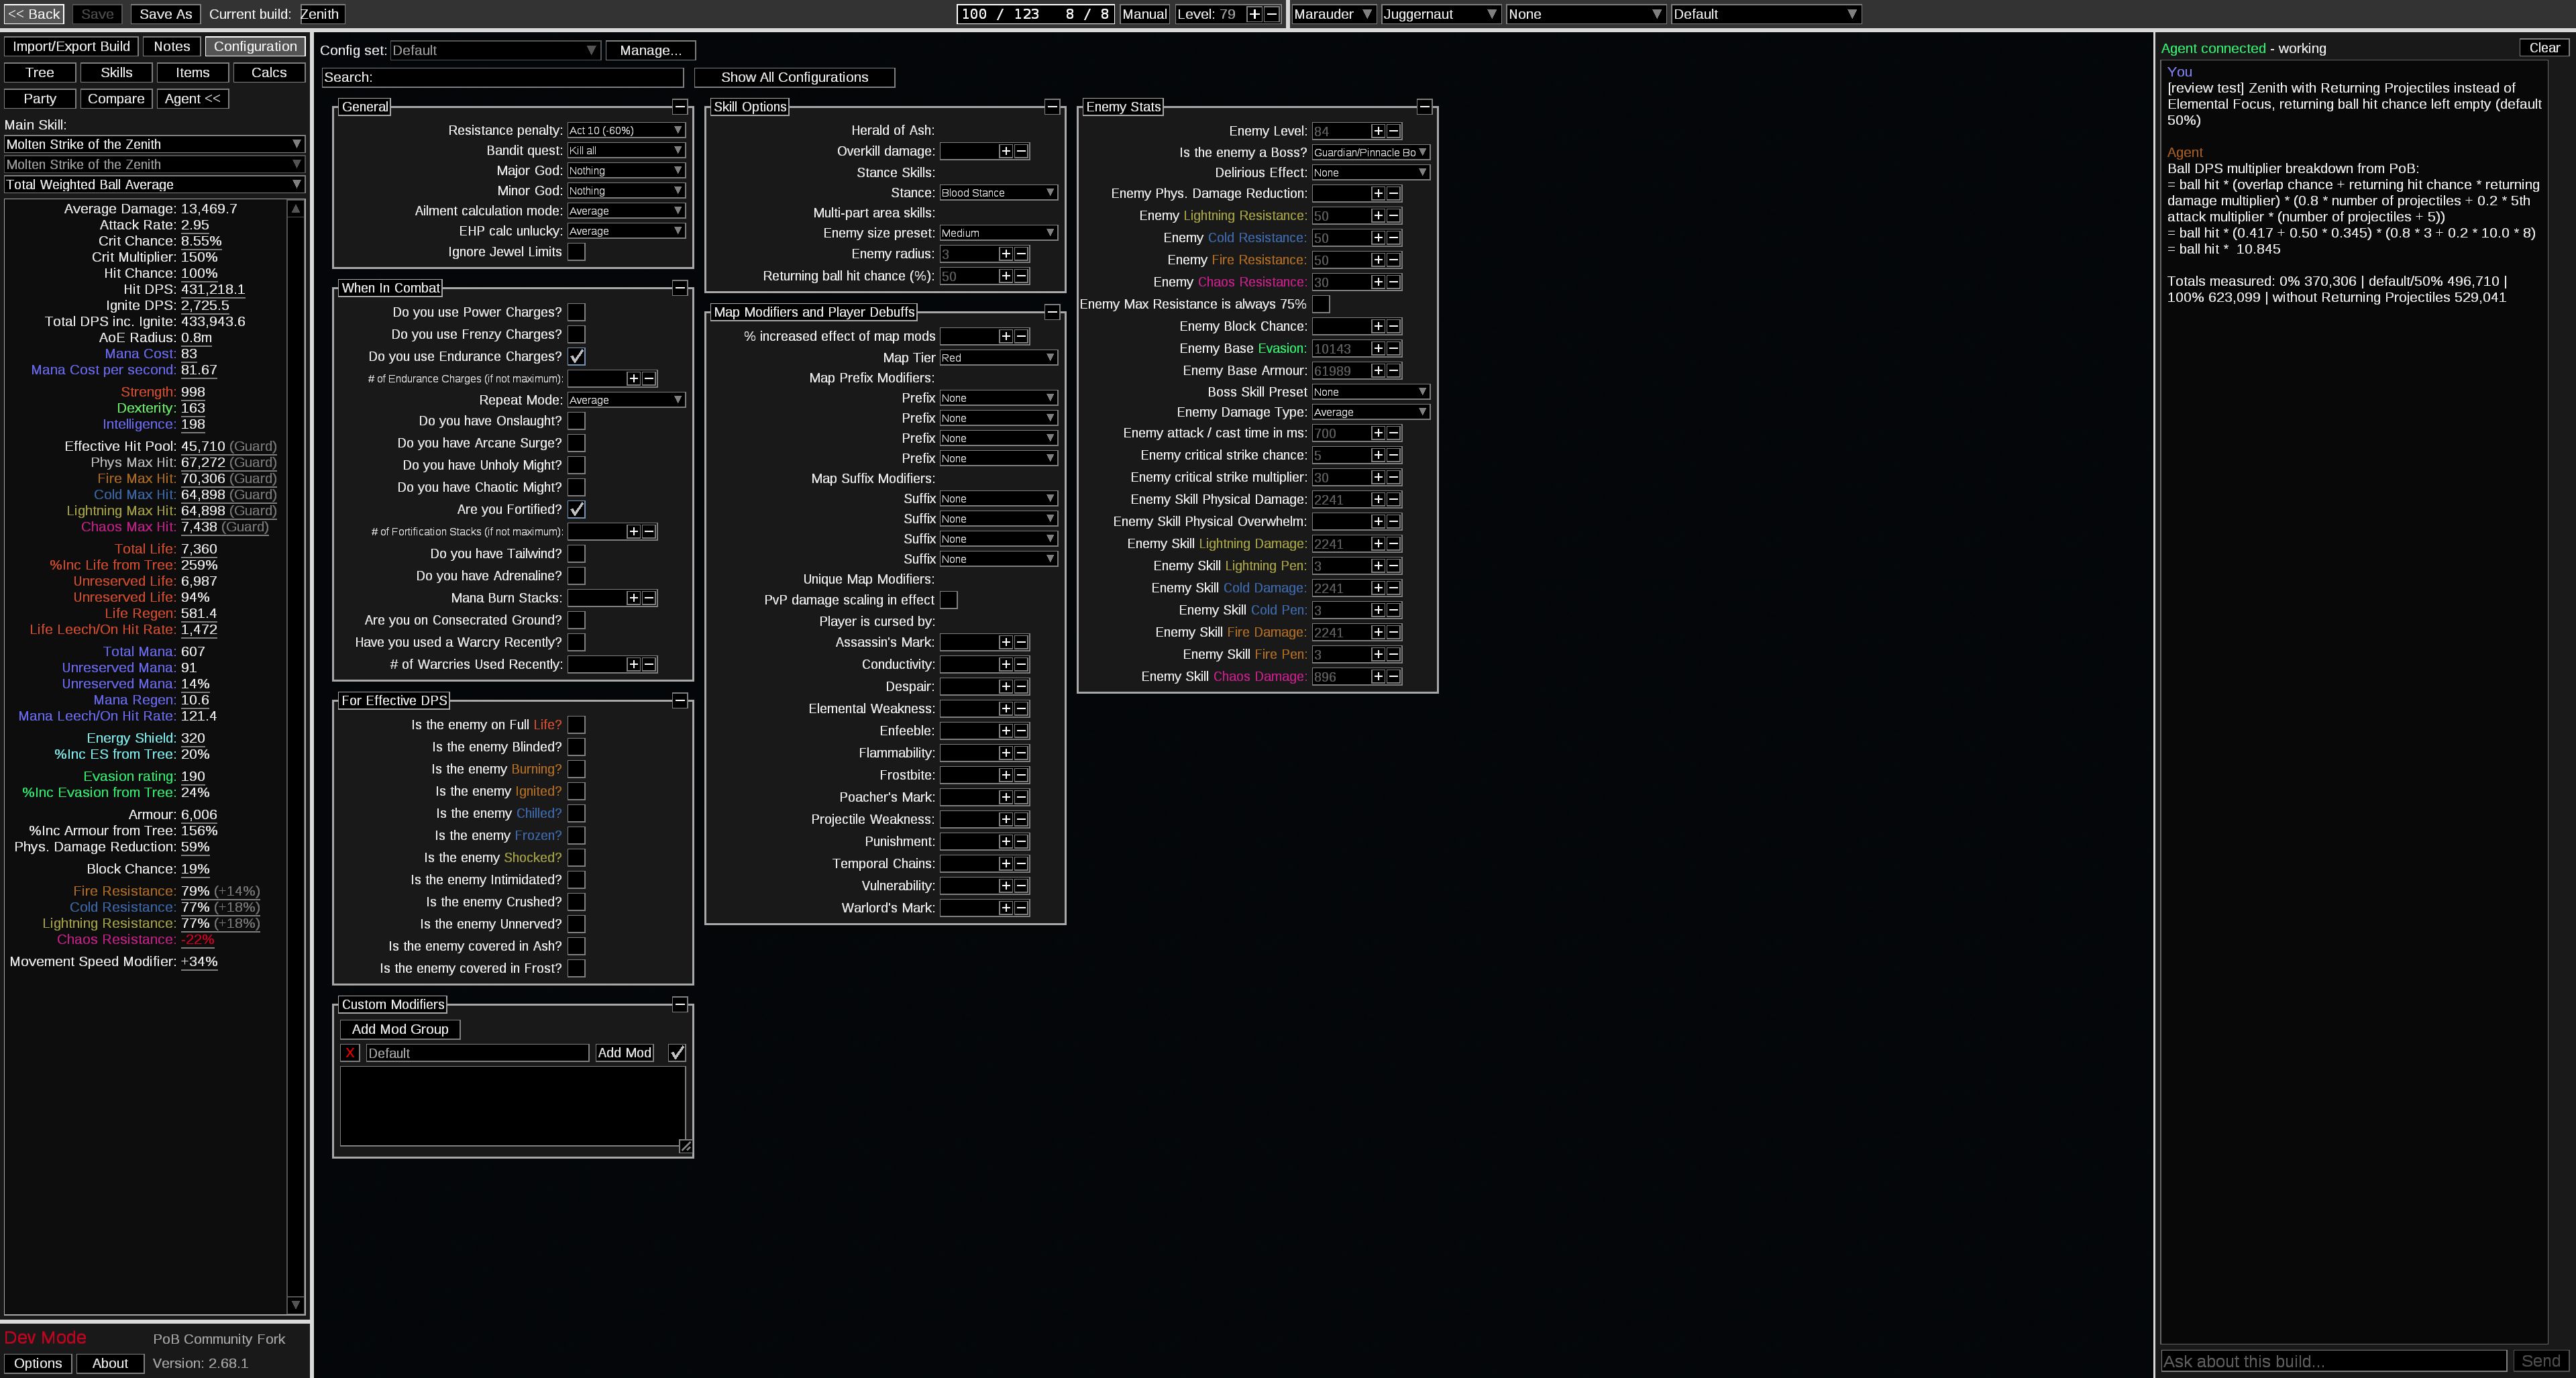 << Back Save Save As Current build: Zenith 100 / 123 8 / 8 Manual Level: 79 + − Marauder Juggernaut None Default
Import/Export Build Notes Configuration
Tree Skills Items Calcs
Party Compare Agent <<
Main Skill:
Molten Strike of the Zenith
Molten Strike of the Zenith
Total Weighted Ball Average
Average Damage: 13,469.7
Attack Rate: 2.95
Crit Chance: 8.55%
Crit Multiplier: 150%
Hit Chance: 100%
Hit DPS: 431,218.1
Ignite DPS: 2,725.5
Total DPS inc. Ignite: 433,943.6
AoE Radius: 0.8m
Mana Cost: 83
Mana Cost per second: 81.67
Strength: 998
Dexterity: 163
Intelligence: 198
Effective Hit Pool: 45,710 (Guard)
Phys Max Hit: 67,272 (Guard)
Fire Max Hit: 70,306 (Guard)
Cold Max Hit: 64,898 (Guard)
Lightning Max Hit: 64,898 (Guard)
Chaos Max Hit: 7,438 (Guard)
Total Life: 7,360
%Inc Life from Tree: 259%
Unreserved Life: 6,987
Unreserved Life: 94%
Life Regen: 581.4
Life Leech/On Hit Rate: 1,472
Total Mana: 607
Unreserved Mana: 91
Unreserved Mana: 14%
Mana Regen: 10.6
Mana Leech/On Hit Rate: 121.4
Energy Shield: 320
%Inc ES from Tree: 20%
Evasion rating: 190
%Inc Evasion from Tree: 24%
Armour: 6,006
%Inc Armour from Tree: 156%
Phys. Damage Reduction: 59%
Block Chance: 19%
Fire Resistance: 79% (+14%)
Cold Resistance: 77% (+18%)
Lightning Resistance: 77% (+18%)
Chaos Resistance: -22%
Movement Speed Modifier: +34%
Dev Mode PoB Community Fork
Options About Version: 2.68.1
Config set: Default Manage...
Search: Show All Configurations
General
Resistance penalty: Act 10 (-60%)
Bandit quest: Kill all
Major God: Nothing
Minor God: Nothing
Ailment calculation mode: Average
EHP calc unlucky: Average
Ignore Jewel Limits
When In Combat
Do you use Power Charges?
Do you use Frenzy Charges?
Do you use Endurance Charges?
# of Endurance Charges (if not maximum):
Repeat Mode: Average
Do you have Onslaught?
Do you have Arcane Surge?
Do you have Unholy Might?
Do you have Chaotic Might?
Are you Fortified?
# of Fortification Stacks (if not maximum):
Do you have Tailwind?
Do you have Adrenaline?
Mana Burn Stacks:
Are you on Consecrated Ground?
Have you used a Warcry Recently?
# of Warcries Used Recently:
For Effective DPS
Is the enemy on Full Life?
Is the enemy Blinded?
Is the enemy Burning?
Is the enemy Ignited?
Is the enemy Chilled?
Is the enemy Frozen?
Is the enemy Shocked?
Is the enemy Intimidated?
Is the enemy Crushed?
Is the enemy Unnerved?
Is the enemy covered in Ash?
Is the enemy covered in Frost?
Custom Modifiers
Add Mod Group
X Default Add Mod
Skill Options
Herald of Ash:
Overkill damage:
Stance Skills:
Stance: Blood Stance
Multi-part area skills:
Enemy size preset: Medium
Enemy radius: 3
Returning ball hit chance (%): 50
Map Modifiers and Player Debuffs
% increased effect of map mods
Map Tier Red
Map Prefix Modifiers:
Prefix None
Prefix None
Prefix None
Prefix None
Map Suffix Modifiers:
Suffix None
Suffix None
Suffix None
Suffix None
Unique Map Modifiers:
PvP damage scaling in effect
Player is cursed by:
Assassin's Mark:
Conductivity:
Despair:
Elemental Weakness:
Enfeeble:
Flammability:
Frostbite:
Poacher's Mark:
Projectile Weakness:
Punishment:
Temporal Chains:
Vulnerability:
Warlord's Mark:
Enemy Stats
Enemy Level: 84
Is the enemy a Boss? Guardian/Pinnacle Bo
Delirious Effect: None
Enemy Phys. Damage Reduction:
Enemy Lightning Resistance: 50
Enemy Cold Resistance: 50
Enemy Fire Resistance: 50
Enemy Chaos Resistance: 30
Enemy Max Resistance is always 75%
Enemy Block Chance:
Enemy Base Evasion: 10143
Enemy Base Armour: 61989
Boss Skill Preset None
Enemy Damage Type: Average
Enemy attack / cast time in ms: 700
Enemy critical strike chance: 5
Enemy critical strike multiplier: 30
Enemy Skill Physical Damage: 2241
Enemy Skill Physical Overwhelm:
Enemy Skill Lightning Damage: 2241
Enemy Skill Lightning Pen: 3
Enemy Skill Cold Damage: 2241
Enemy Skill Cold Pen: 3
Enemy Skill Fire Damage: 2241
Enemy Skill Fire Pen: 3
Enemy Skill Chaos Damage: 896
Agent connected - working Clear
You
[review test] Zenith with Returning Projectiles instead of
Elemental Focus, returning ball hit chance left empty (default
50%)
Agent
Ball DPS multiplier breakdown from PoB:
= ball hit * (overlap chance + returning hit chance * returning
damage multiplier) * (0.8 * number of projectiles + 0.2 * 5th
attack multiplier * (number of projectiles + 5))
= ball hit * (0.417 + 0.50 * 0.345) * (0.8 * 3 + 0.2 * 10.0 * 8)
= ball hit * 10.845
Totals measured: 0% 370,306 | default/50% 496,710 |
100% 623,099 | without Returning Projectiles 529,041
Ask about this build... Send